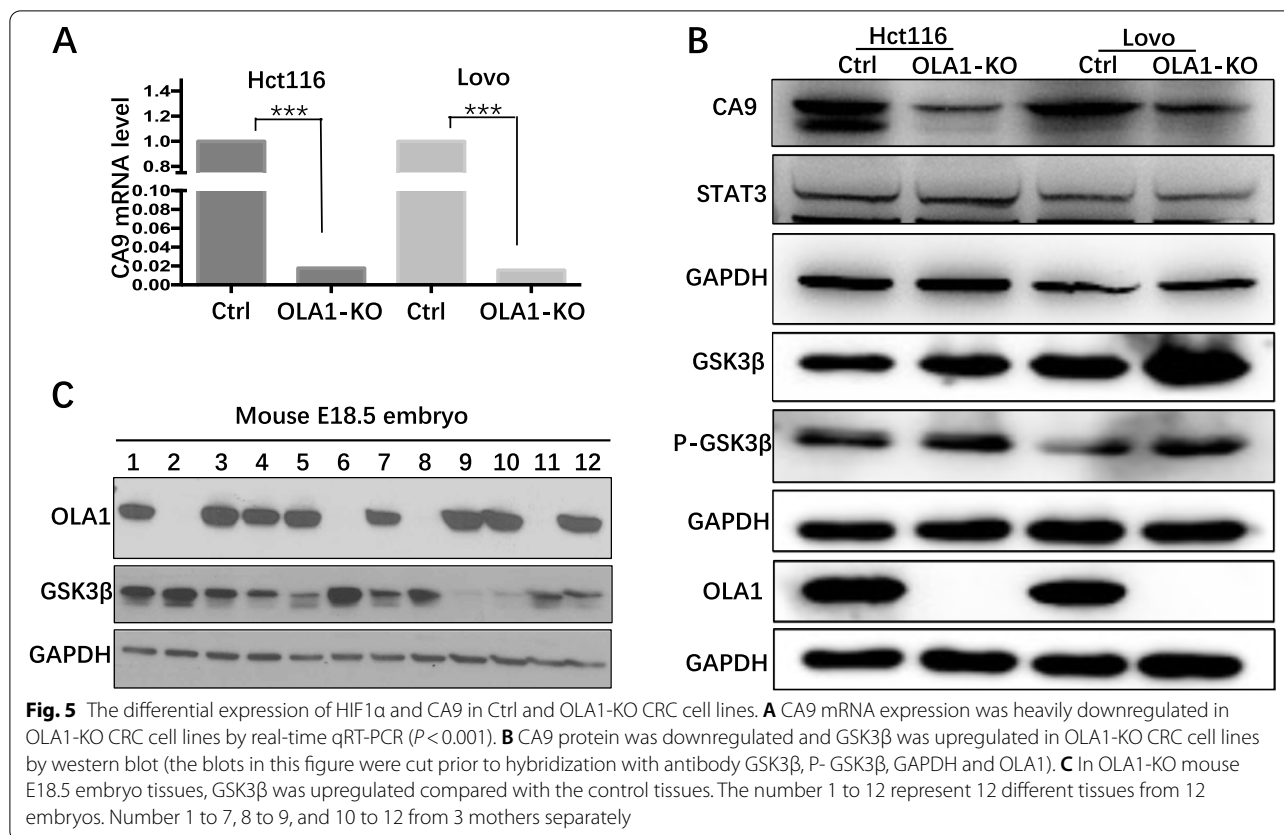 A
Hct116
Lovo
***
***
CA9 mRNA level
1.4
1.2
1.0
0.8
0.10
0.08
0.06
0.04
0.02
0.00
Ctrl OLA1-KO Ctrl OLA1-KO
B
Hct116 Lovo
Ctrl OLA1-KO Ctrl OLA1-KO
CA9
STAT3
GAPDH
GSK3β
P-GSK3β
GAPDH
OLA1
GAPDH
C
Mouse E18.5 embryo
1 2 3 4 5 6 7 8 9 10 11 12
OLA1
GSK3β
GAPDH
Fig. 5 The differential expression of HIF1α and CA9 in Ctrl and OLA1-KO CRC cell lines. A CA9 mRNA expression was heavily downregulated in
OLA1-KO CRC cell lines by real-time qRT-PCR (P < 0.001). B CA9 protein was downregulated and GSK3β was upregulated in OLA1-KO CRC cell lines
by western blot (the blots in this figure were cut prior to hybridization with antibody GSK3β, P- GSK3β, GAPDH and OLA1). C In OLA1-KO mouse
E18.5 embryo tissues, GSK3β was upregulated compared with the control tissues. The number 1 to 12 represent 12 different tissues from 12
embryos. Number 1 to 7, 8 to 9, and 10 to 12 from 3 mothers separately